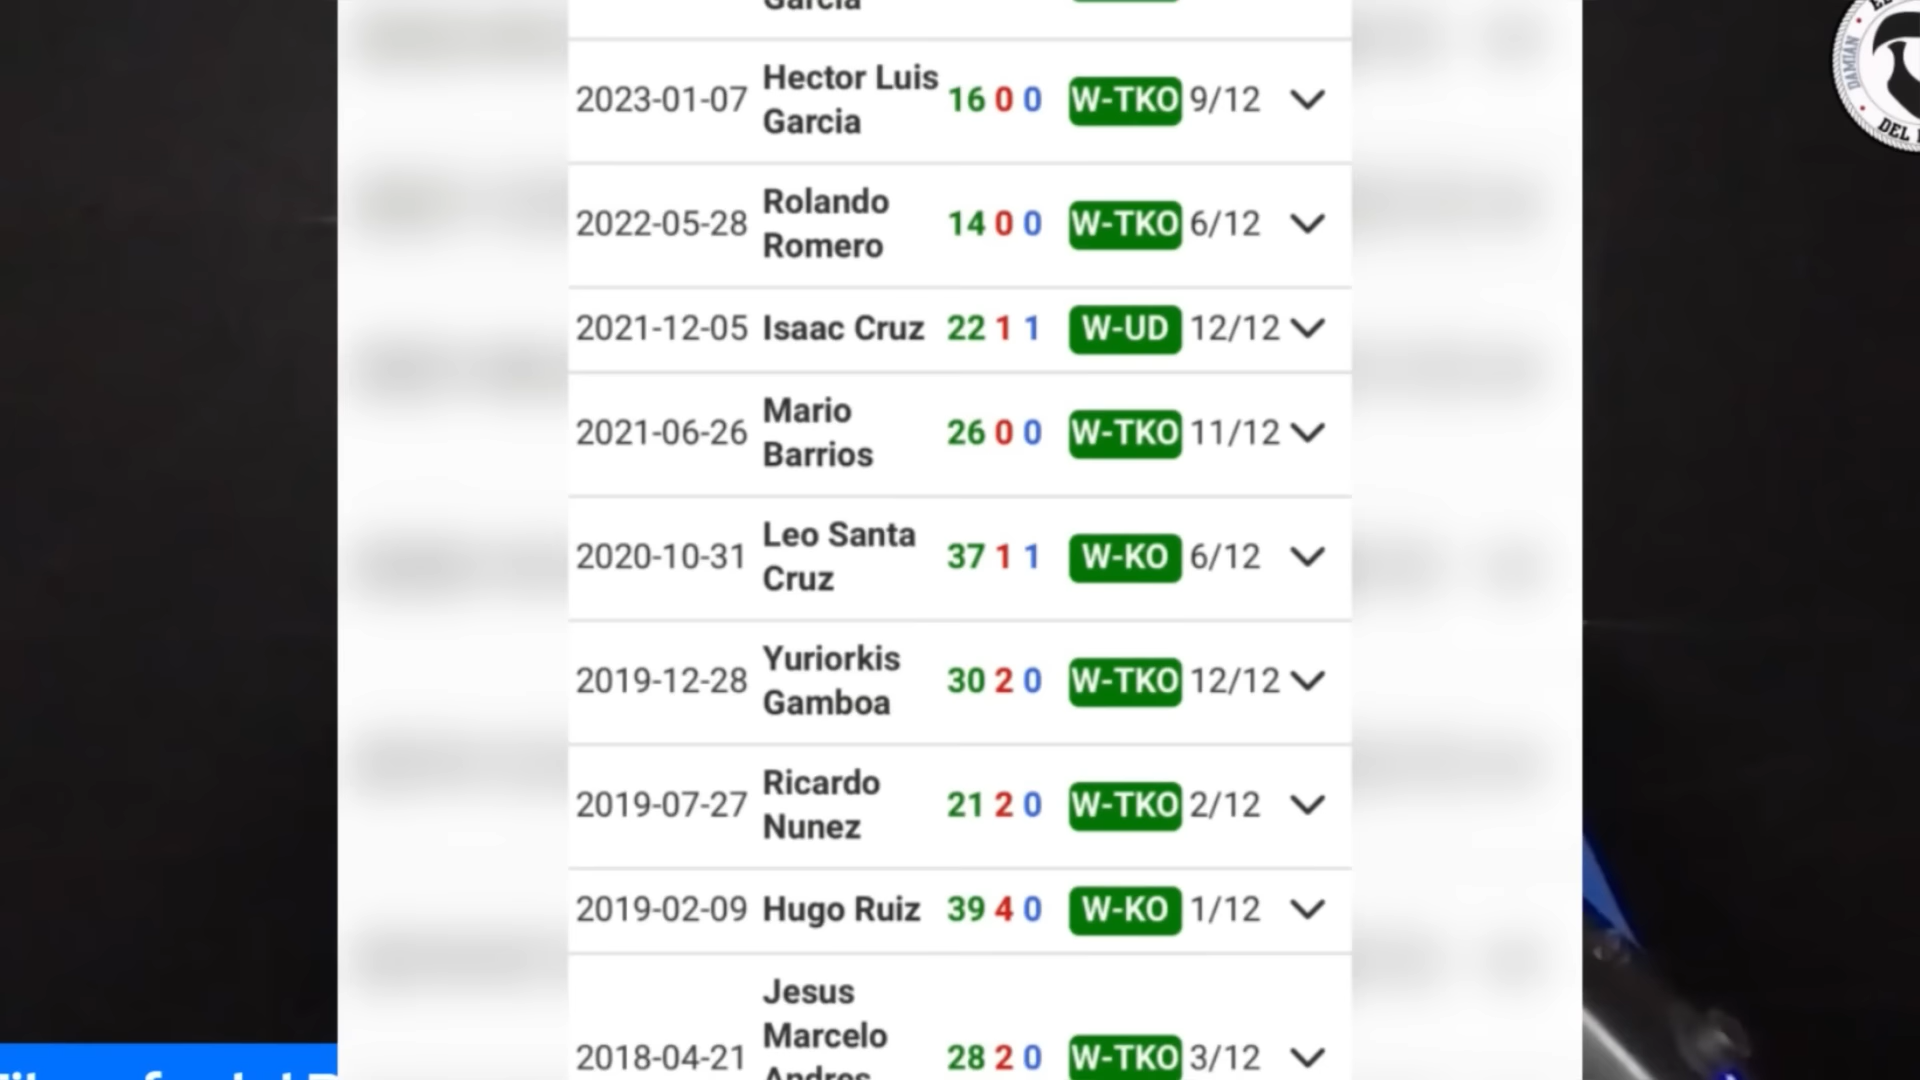 Garcia
2023-01-07 Hector Luis Garcia 16 0 0 W-TKO 9/12
2022-05-28 Rolando Romero 14 0 0 W-TKO 6/12
2021-12-05 Isaac Cruz 22 1 1 W-UD 12/12
2021-06-26 Mario Barrios 26 0 0 W-TKO 11/12
2020-10-31 Leo Santa Cruz 37 1 1 W-KO 6/12
2019-12-28 Yuriorkis Gamboa 30 2 0 W-TKO 12/12
2019-07-27 Ricardo Nunez 21 2 0 W-TKO 2/12
2019-02-09 Hugo Ruiz 39 4 0 W-KO 1/12
2018-04-21 Jesus Marcelo Andres 28 2 0 W-TKO 3/12
DAMIÁN
DEL